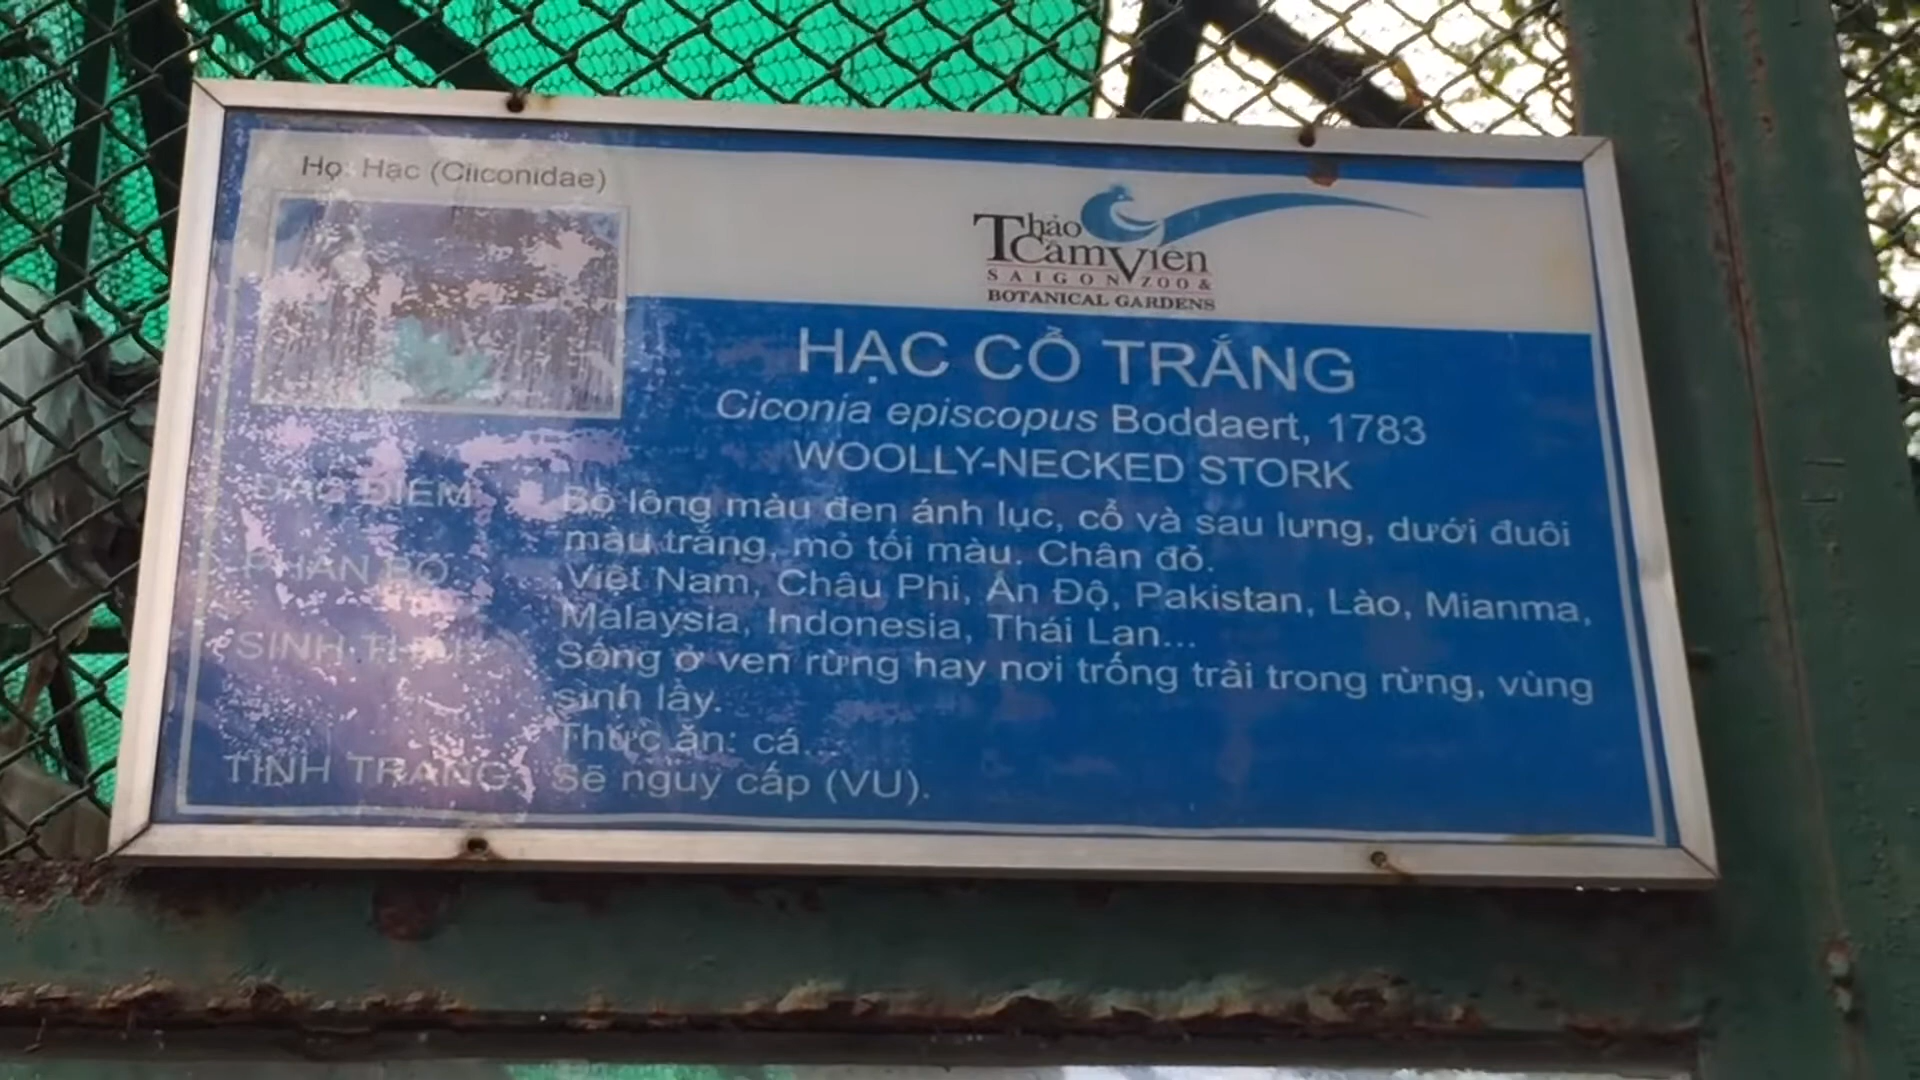 Họ: Hạc (Ciiconidae)
Thảo
Cầm Viên
SAIGON ZOO &
BOTANICAL GARDENS
HẠC CỔ TRẮNG
Ciconia episcopus Boddaert, 1783
WOOLLY-NECKED STORK
ĐẶC ĐIỂM: Bộ lông màu đen ánh lục, cổ và sau lưng, dưới đuôi
màu trắng, mỏ tối màu. Chân đỏ.
PHÂN BỐ: Việt Nam, Châu Phi, Ấn Độ, Pakistan, Lào, Mianma,
Malaysia, Indonesia, Thái Lan...
SINH THÁI: Sống ở ven rừng hay nơi trống trải trong rừng, vùng
sinh lầy.
Thức ăn: cá...
TÌNH TRẠNG: Sẽ nguy cấp (VU).